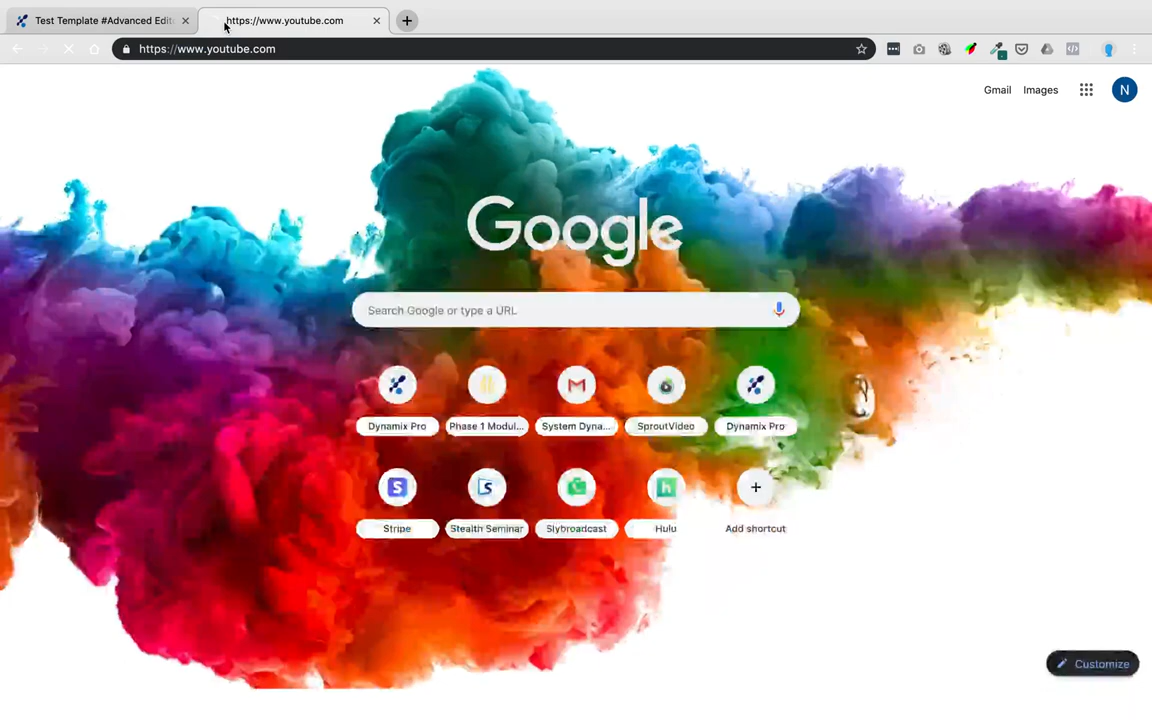 Test Template #Advanced Edit
https://www.youtube.com
https://www.youtube.com
Gmail
Images
N
Google
Search Google or type a URL
Dynamix Pro
Phase 1 Modul...
System Dyna...
SproutVideo
Dynamix Pro
Stripe
Stealth Seminar
Slybroadcast
Hulu
Add shortcut
Customize